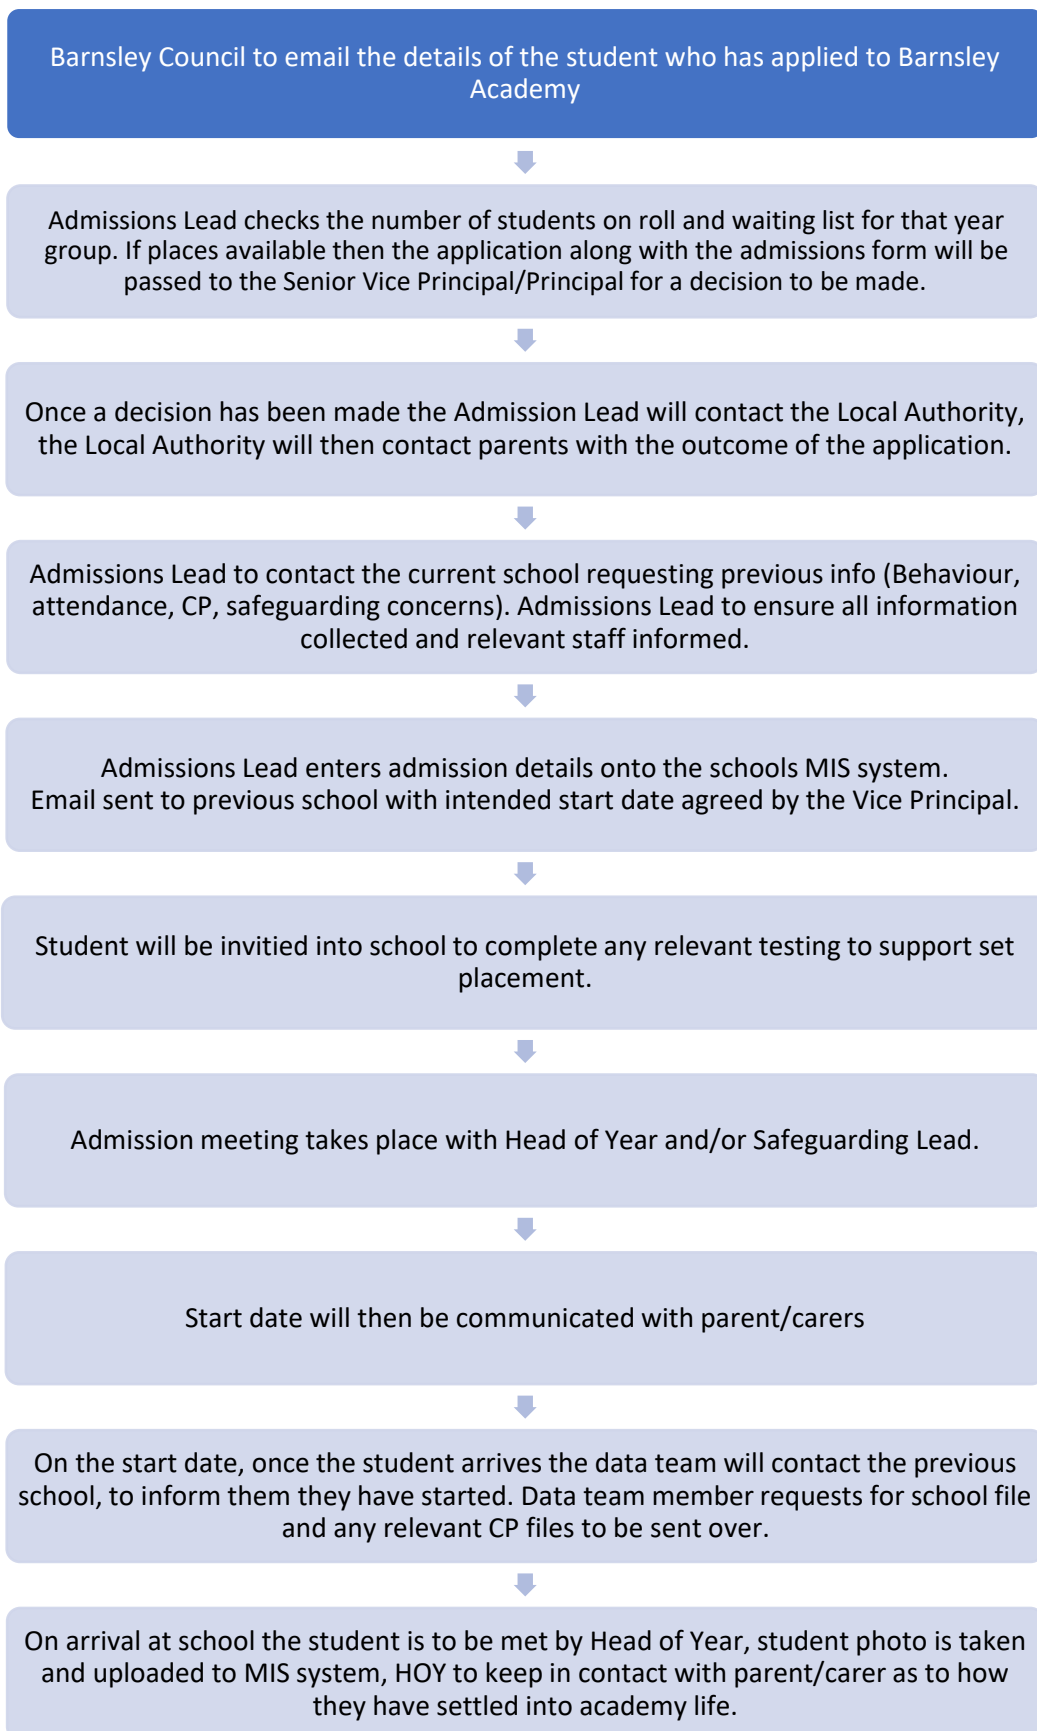 Barnsley Council to email the details of the student who has applied to Barnsley
Academy
Admissions Lead checks the number of students on roll and waiting list for that year
group. If places available then the application along with the admissions form will be
passed to the Senior Vice Principal/Principal for a decision to be made.
Once a decision has been made the Admission Lead will contact the Local Authority,
the Local Authority will then contact parents with the outcome of the application.
Admissions Lead to contact the current school requesting previous info (Behaviour,
attendance, CP, safeguarding concerns). Admissions Lead to ensure all information
collected and relevant staff informed.
Admissions Lead enters admission details onto the schools MIS system.
Email sent to previous school with intended start date agreed by the Vice Principal.
Student will be invitied into school to complete any relevant testing to support set
placement.
Admission meeting takes place with Head of Year and/or Safeguarding Lead.
Start date will then be communicated with parent/carers
On the start date, once the student arrives the data team will contact the previous
school, to inform them they have started. Data team member requests for school file
and any relevant CP files to be sent over.
On arrival at school the student is to be met by Head of Year, student photo is taken
and uploaded to MIS system, HOY to keep in contact with parent/carer as to how
they have settled into academy life.